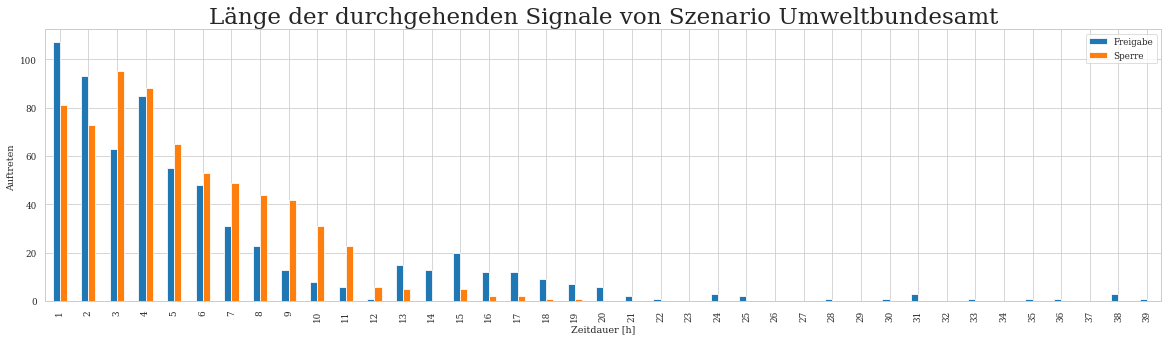 Länge der durchgehenden Signale von Szenario Umweltbundesamt
Freigabe
Sperre
100
80
60
40
20
0
Auftreten
1 2 3 4 5 6 7 8 9 10 11 12 13 14 15 16 17 18 19 20 21 22 23 24 25 26 27 28 29 30 31 32 33 34 35 36 37 38 39
Zeitdauer [h]